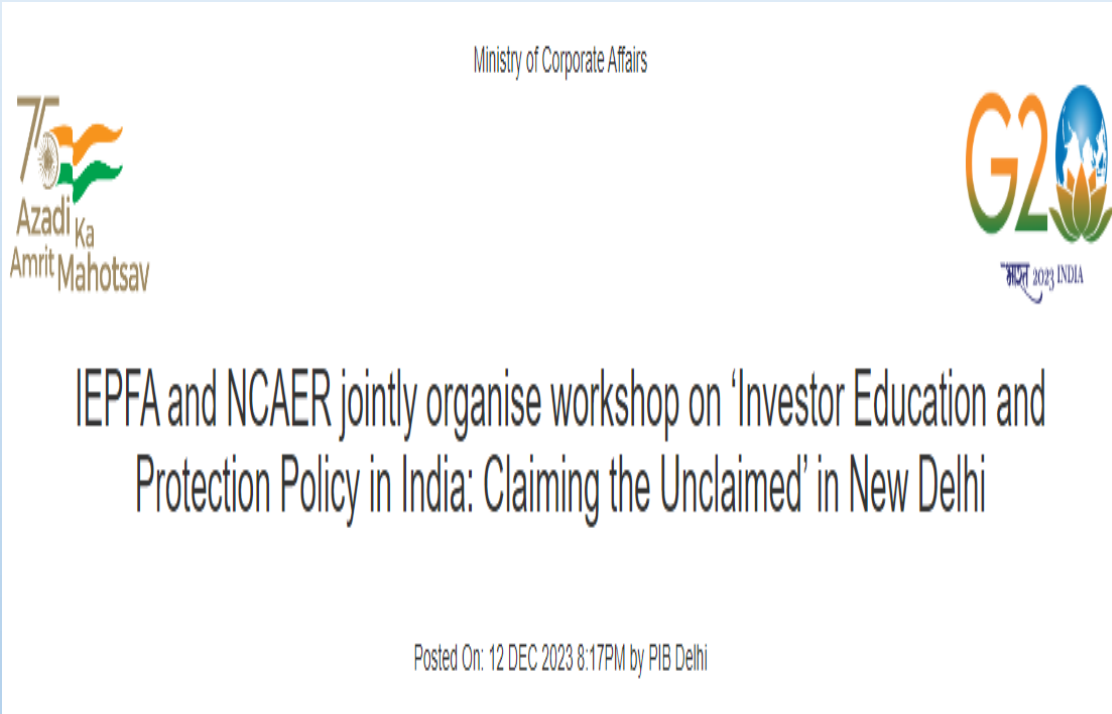 Ministry of Corporate Affairs
75
Azadi Ka
Amrit Mahotsav
G20
भारत 2023 INDIA
IEPFA and NCAER jointly organise workshop on ‘Investor Education and
Protection Policy in India: Claiming the Unclaimed’ in New Delhi
Posted On: 12 DEC 2023 8:17PM by PIB Delhi